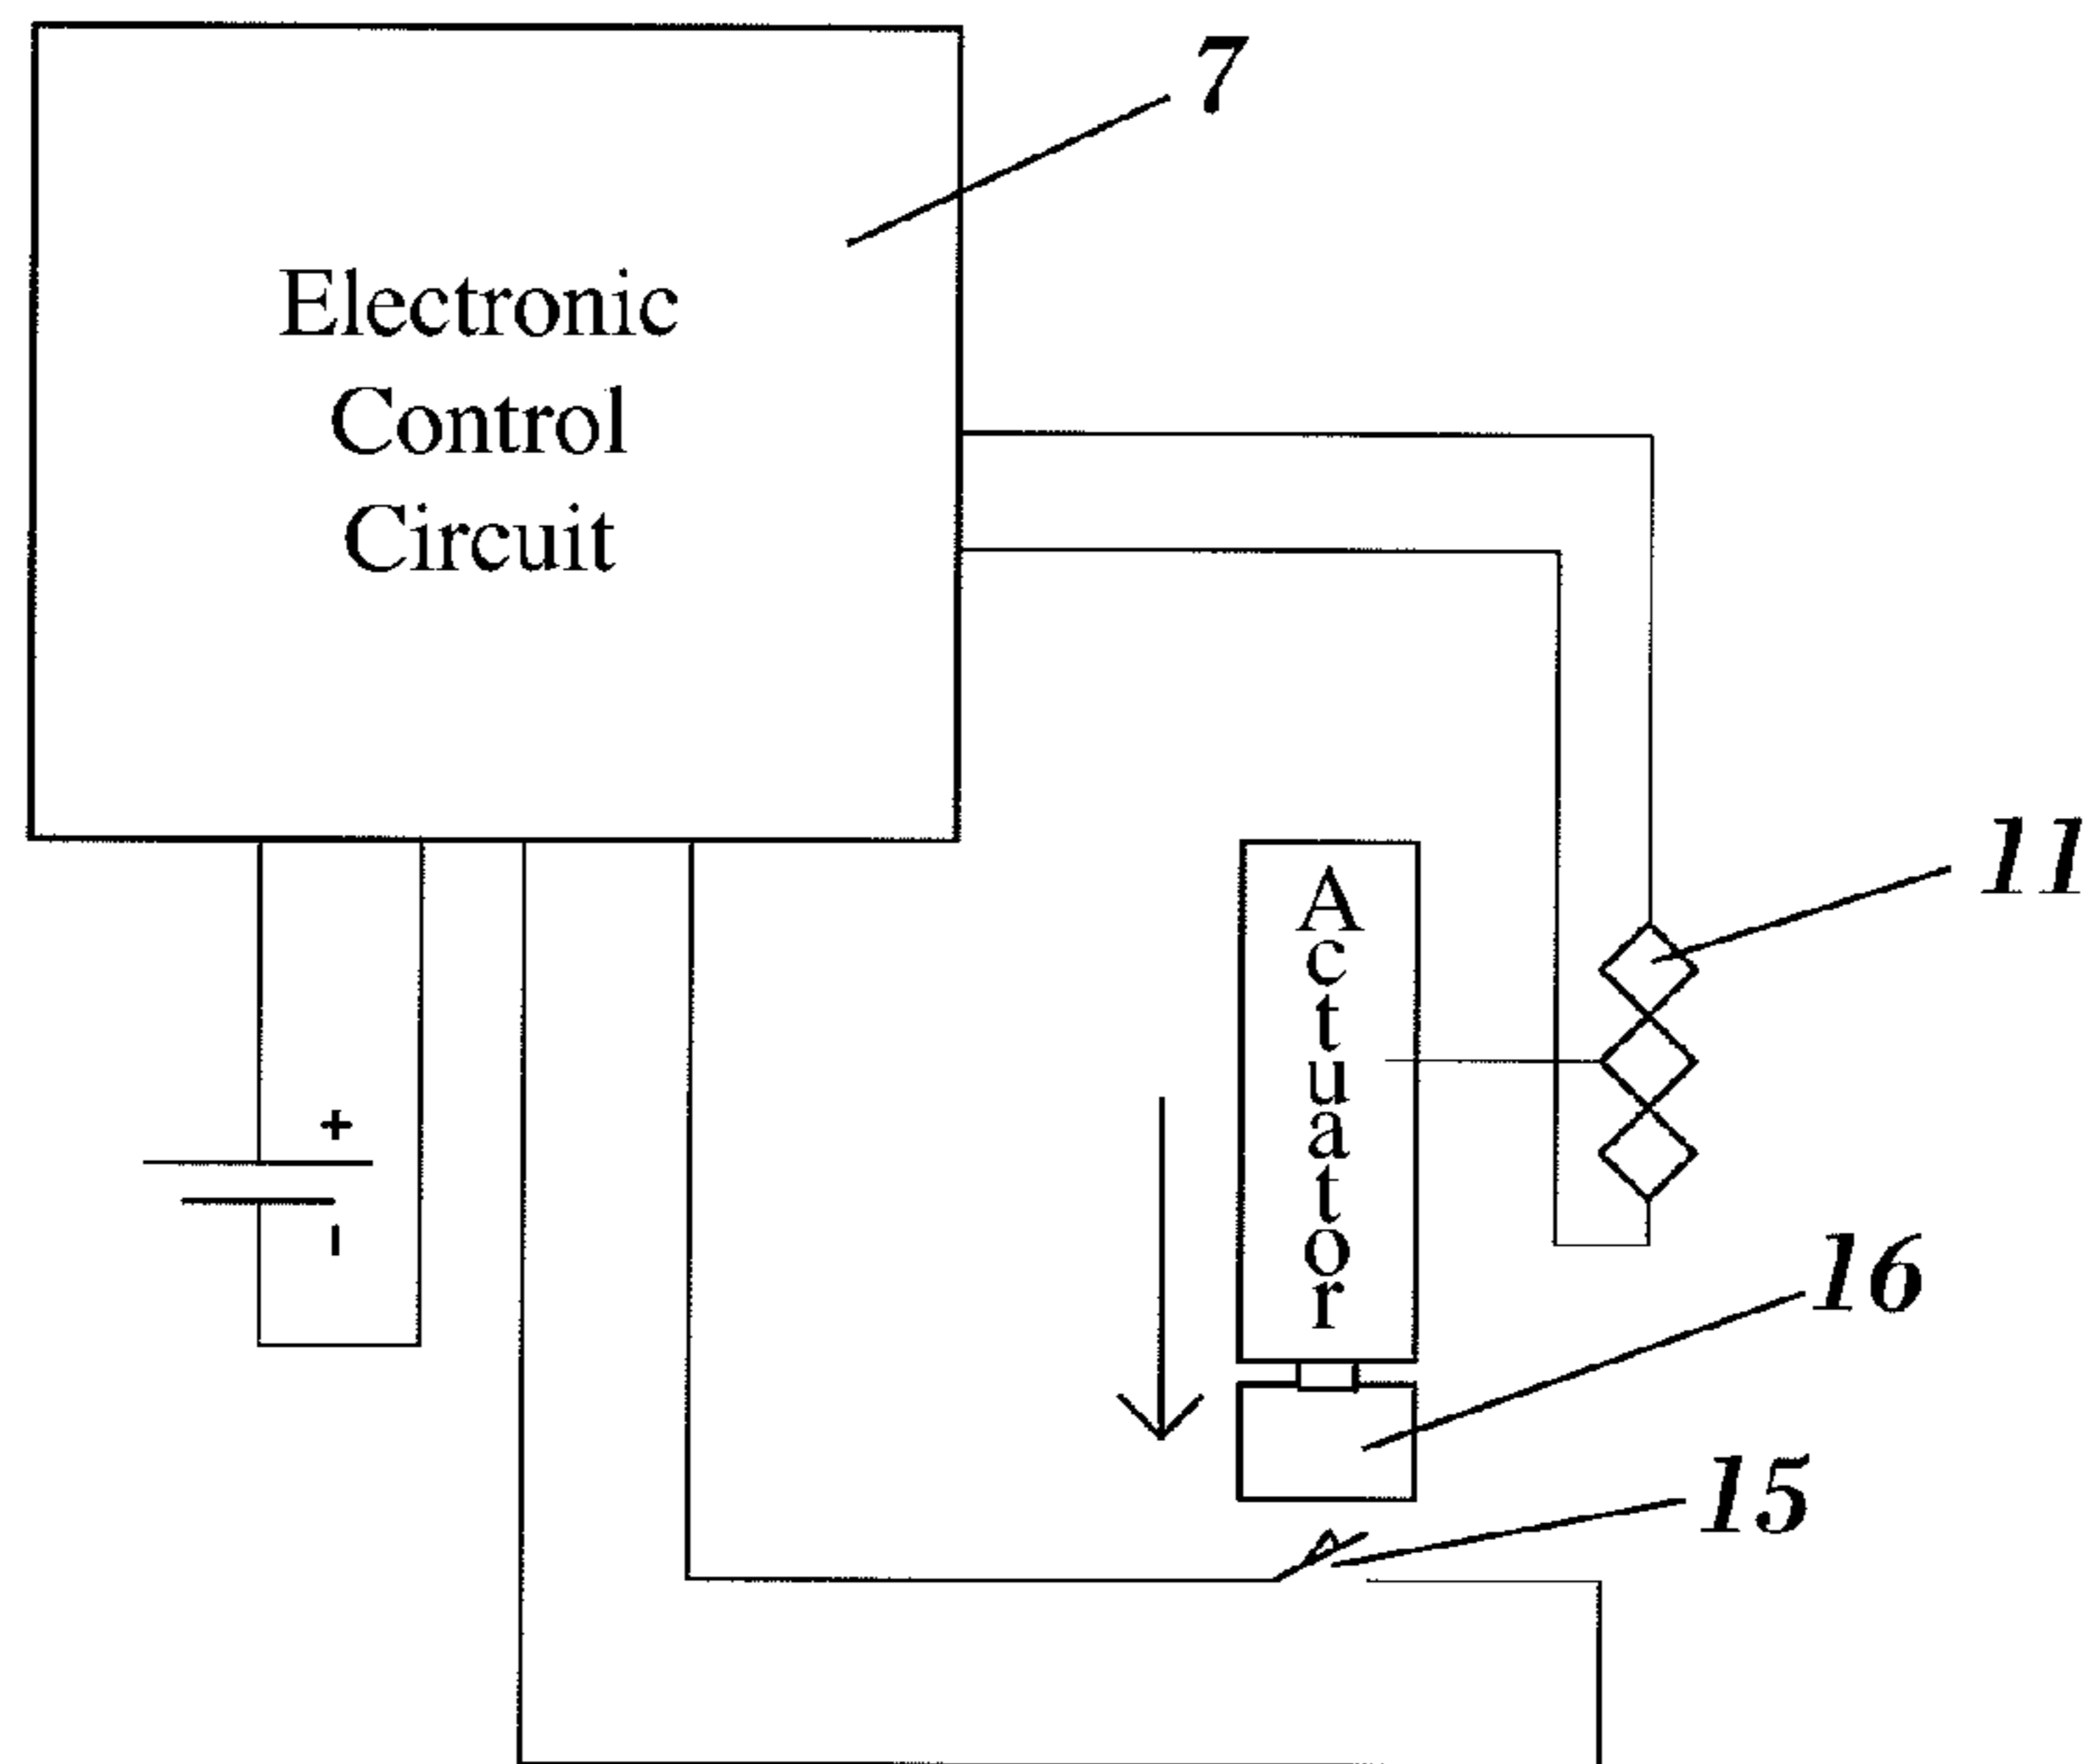 7
Electronic
Control
Circuit
11
Actuator
+
-
16
15